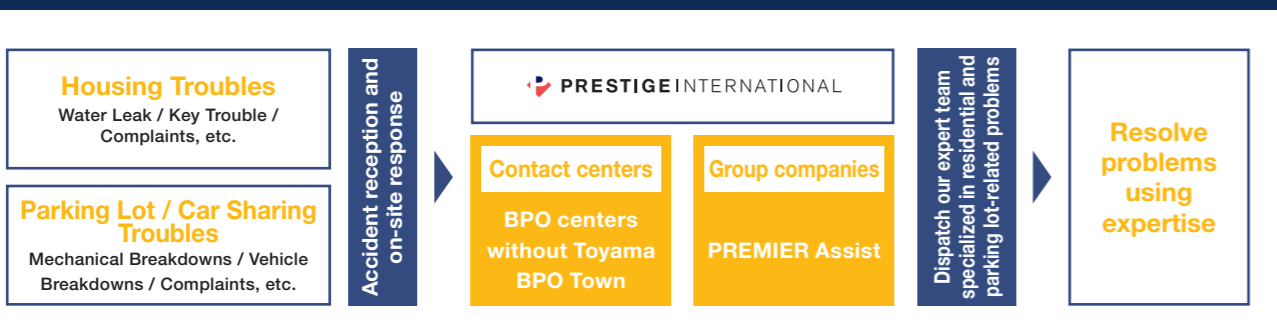 Housing Troubles
Water Leak / Key Trouble /
Complaints, etc.
Parking Lot / Car Sharing
Troubles
Mechanical Breakdowns / Vehicle
Breakdowns / Complaints, etc.
Accident reception and
on-site response
PRESTIGE INTERNATIONAL
Contact centers
BPO centers
without Toyama
BPO Town
Group companies
PREMIER Assist
Dispatch our expert team
specialized in residential and
parking lot-related problems
Resolve
problems
using
expertise